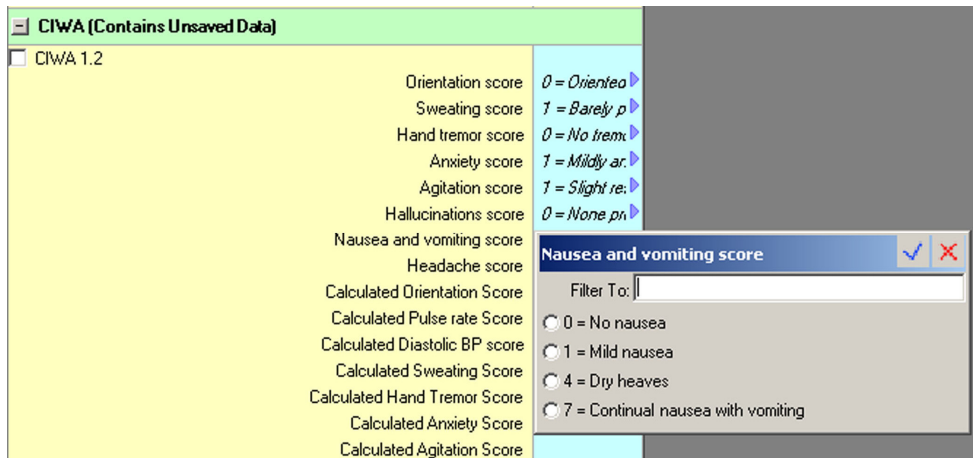 CIWA (Contains Unsaved Data)
CIWA 1.2
Orientation score 0 = Oriented
Sweating score 1 = Barely p
Hand tremor score 0 = No trem
Anxiety score 1 = Mildly an
Agitation score 1 = Slight re
Hallucinations score 0 = None pr
Nausea and vomiting score
Headache score
Calculated Orientation Score
Calculated Pulse rate Score
Calculated Diastolic BP score
Calculated Sweating Score
Calculated Hand Tremor Score
Calculated Anxiety Score
Calculated Agitation Score
Nausea and vomiting score
Filter To:
0 = No nausea
1 = Mild nausea
4 = Dry heaves
7 = Continual nausea with vomiting